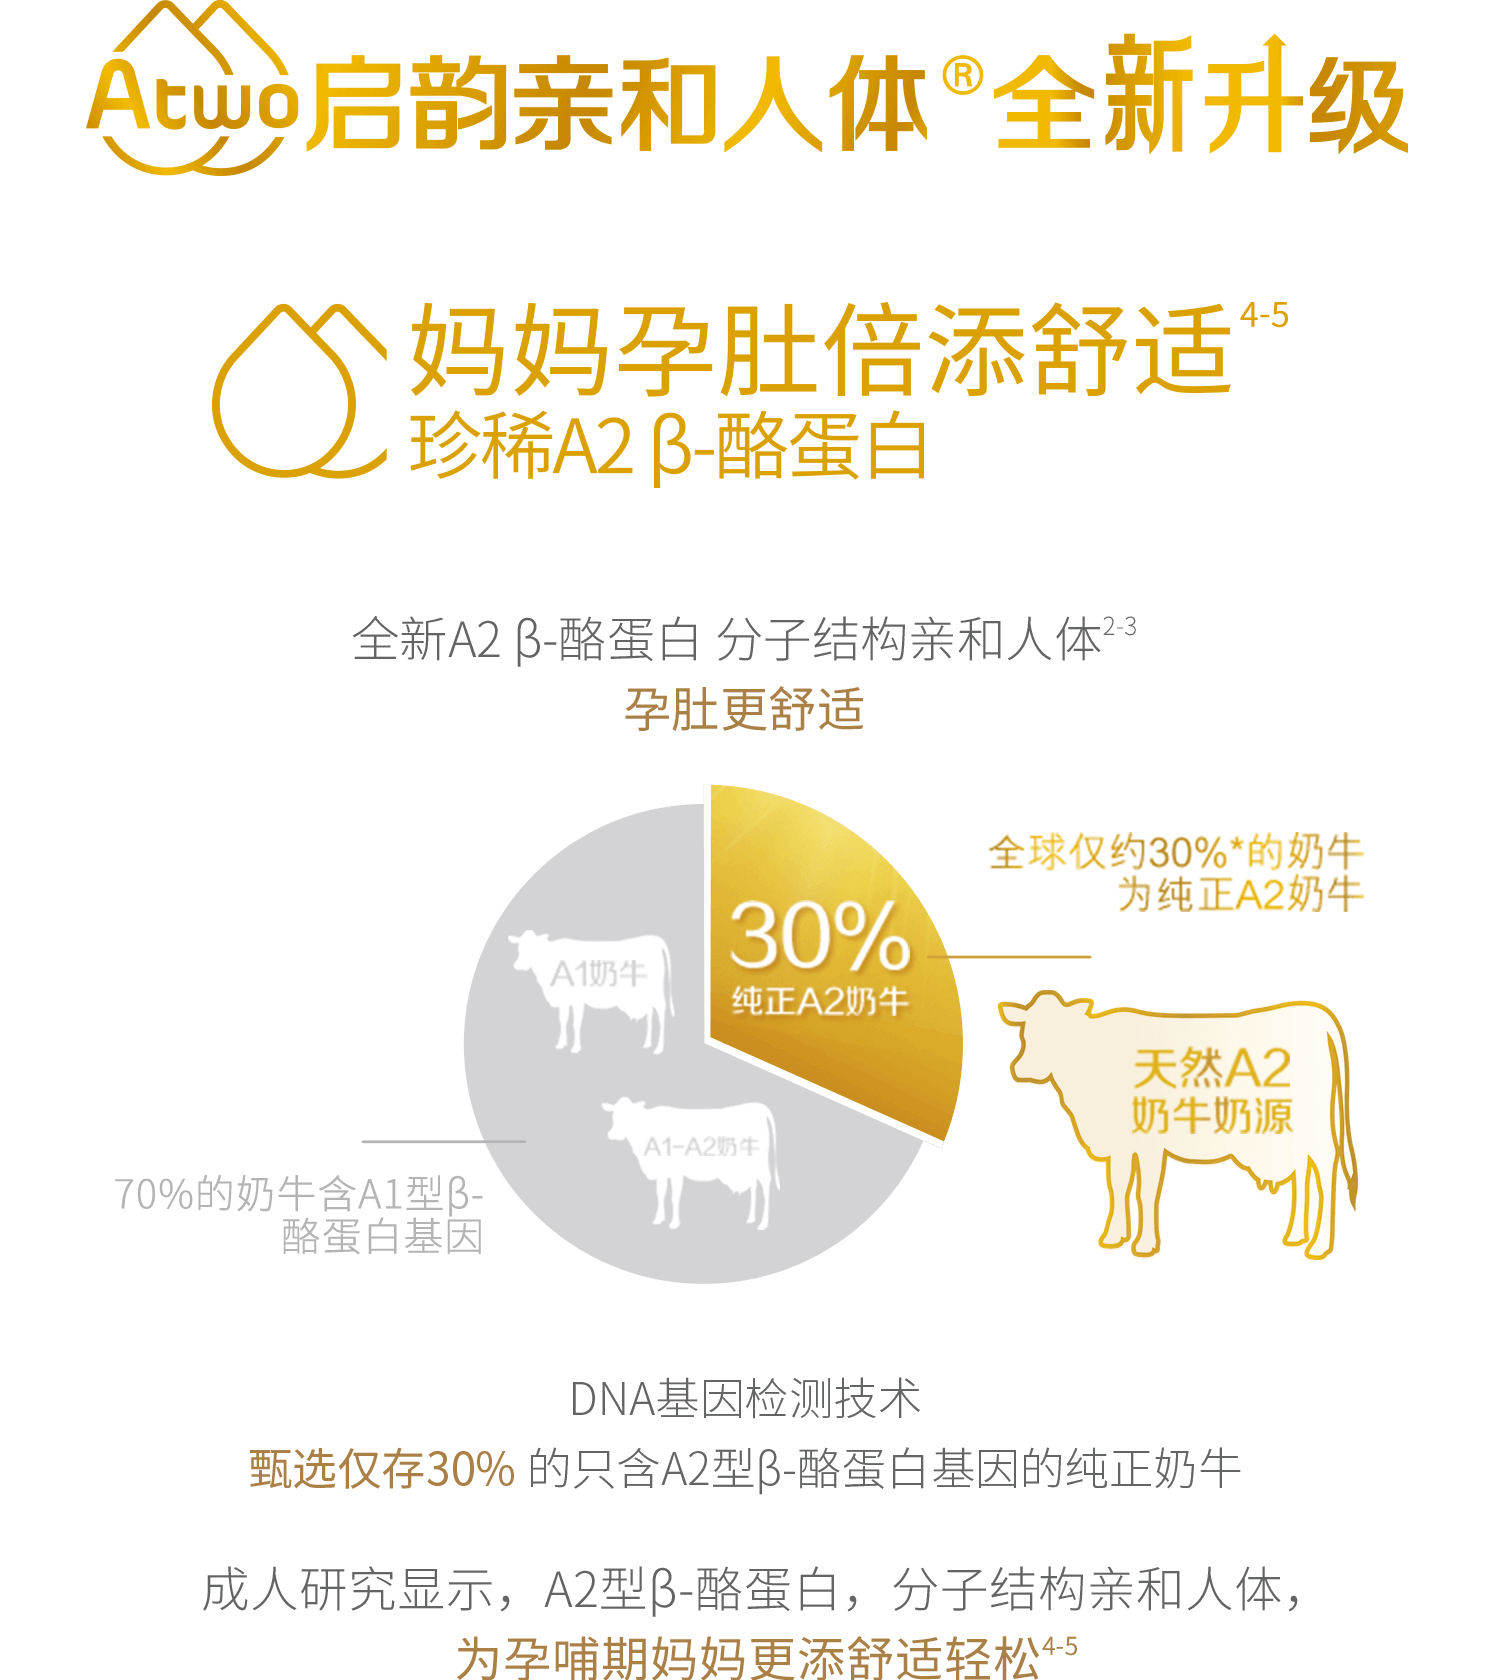 Atwo启韵亲和人体®全新升级
妈妈孕肚倍添舒适4-5
珍稀A2 β-酪蛋白
全新A2 β-酪蛋白 分子结构亲和人体2-3
孕肚更舒适
全球仅约30%*的奶牛
为纯正A2奶牛
30%
纯正A2奶牛
A1奶牛
天然A2
奶牛奶源
A1-A2奶牛
70%的奶牛含A1型β-
酪蛋白基因
DNA基因检测技术
甄选仅存30% 的只含A2型β-酪蛋白基因的纯正奶牛
成人研究显示，A2型β-酪蛋白，分子结构亲和人体，
为孕哺期妈妈更添舒适轻松4-5